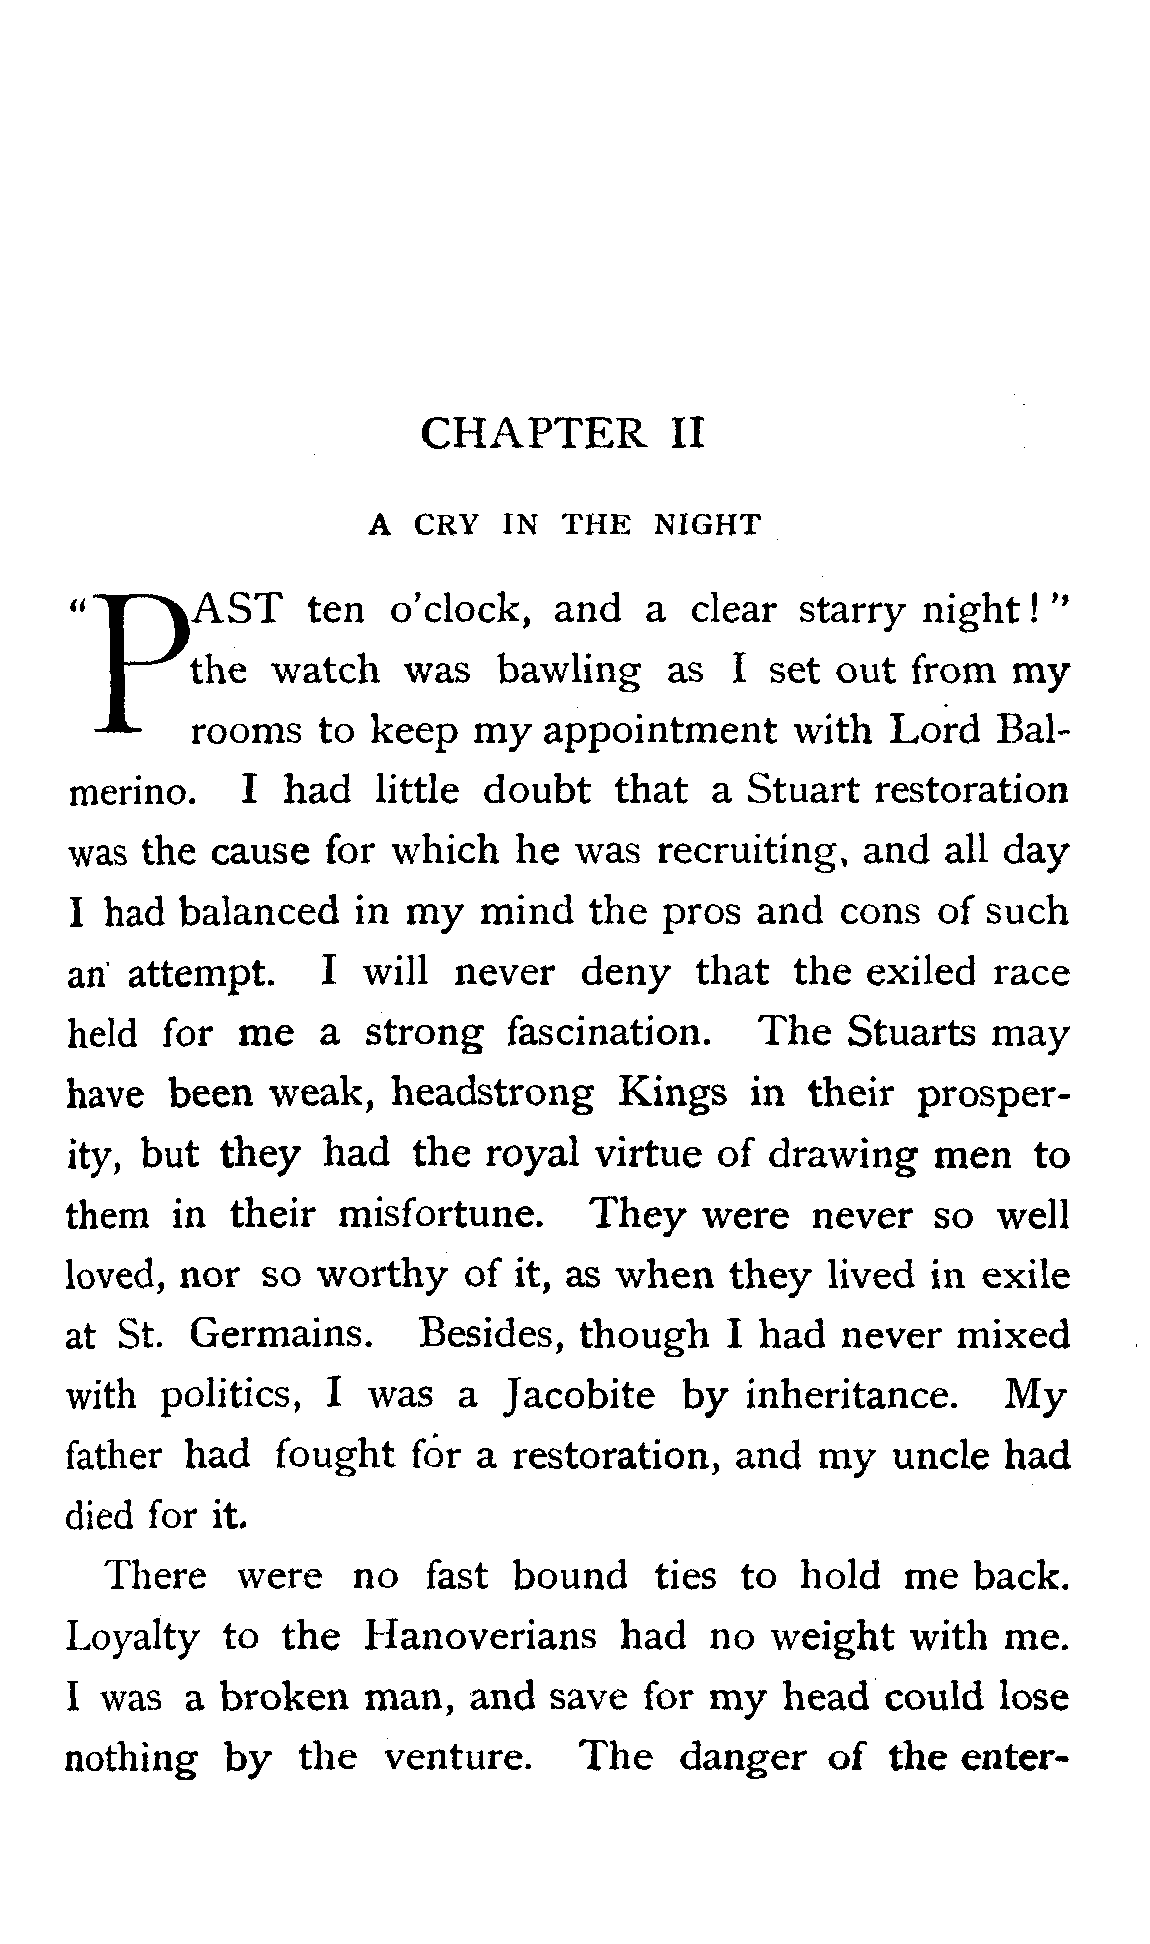 CHAPTER II
A CRY IN THE NIGHT
"PAST ten o'clock, and a clear starry night!"
the watch was bawling as I set out from my
rooms to keep my appointment with Lord Bal-
merino. I had little doubt that a Stuart restoration
was the cause for which he was recruiting, and all day
I had balanced in my mind the pros and cons of such
an attempt. I will never deny that the exiled race
held for me a strong fascination. The Stuarts may
have been weak, headstrong Kings in their prosper-
ity, but they had the royal virtue of drawing men to
them in their misfortune. They were never so well
loved, nor so worthy of it, as when they lived in exile
at St. Germains. Besides, though I had never mixed
with politics, I was a Jacobite by inheritance. My
father had fought for a restoration, and my uncle had
died for it.
There were no fast bound ties to hold me back.
Loyalty to the Hanoverians had no weight with me.
I was a broken man, and save for my head could lose
nothing by the venture. The danger of the enter-